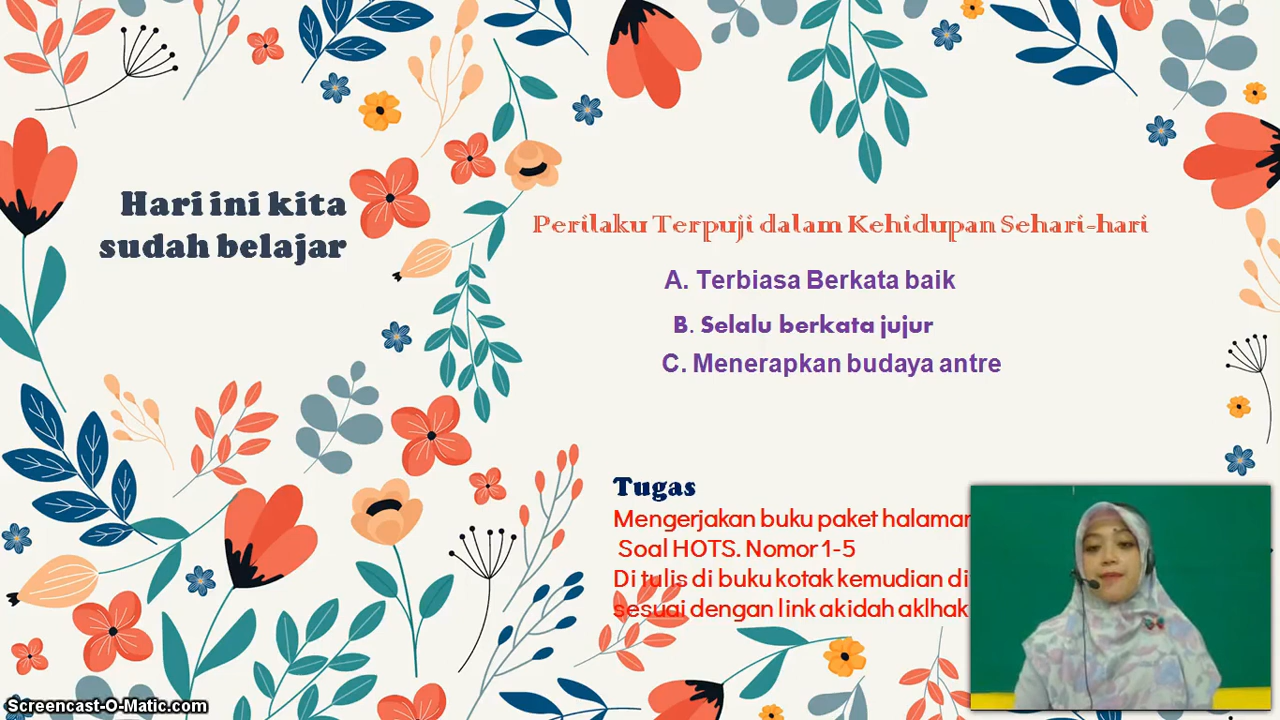 Hari ini kita
sudah belajar
Perilaku Terpuji dalam Kehidupan Sehari-hari
A. Terbiasa Berkata baik
B. Selalu berkata jujur
C. Menerapkan budaya antre
Tugas
Mengerjakan buku paket halaman
Soal HOTS. Nomor 1-5
Di tulis di buku kotak kemudian di
sesuai dengan link akidah aklhak
Screencast-O-Matic.com